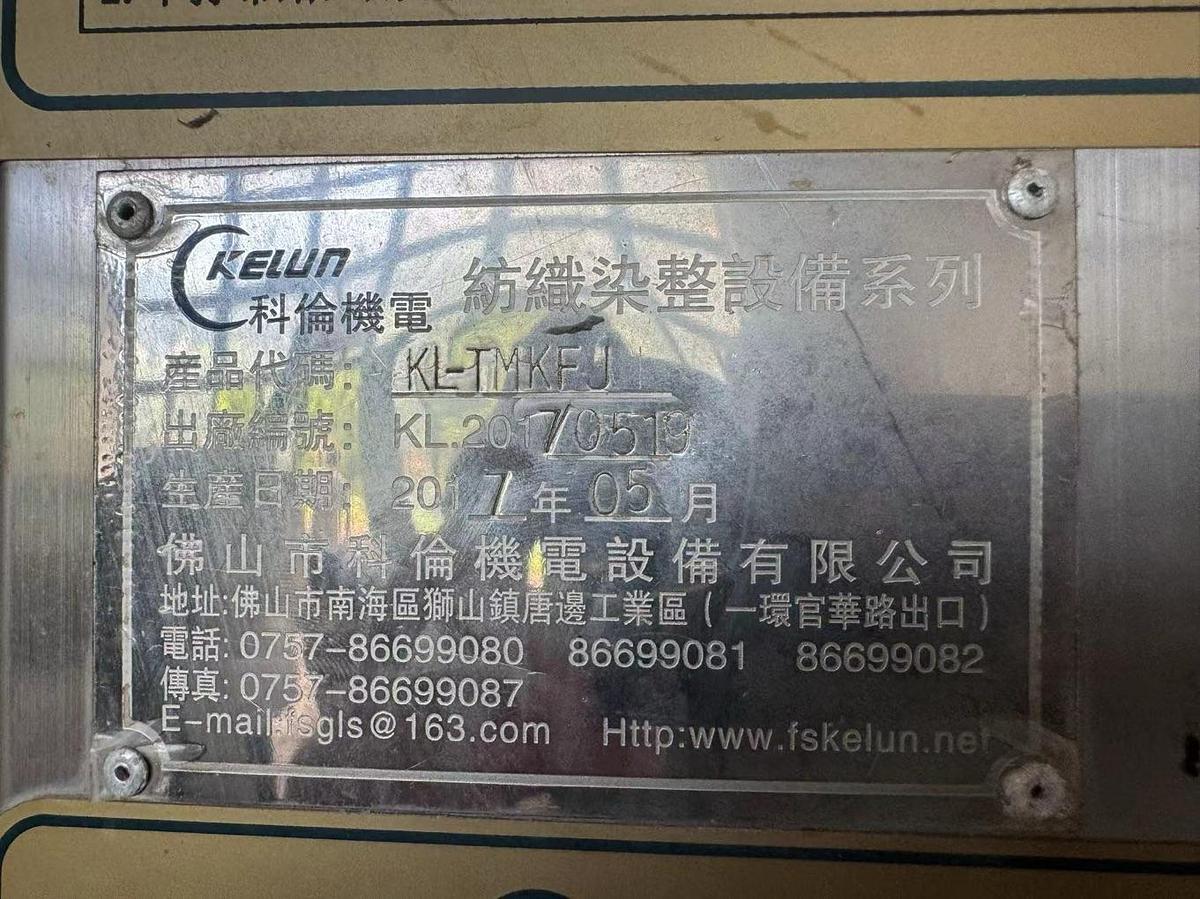 KELUN
科倫機電
紡織染整設備系列
産品代碼: KL-TMKFJ
出廠編號: KL.2017/0519
生産日期: 2017年05月
佛山市科倫機電設備有限公司
地址:佛山市南海區獅山鎮唐邊工業區(一環官華路出口)
電話: 0757-86699080 86699081 86699082
傳真: 0757-86699087
E-mail:fsgls@163.com Http:www.fskelun.net